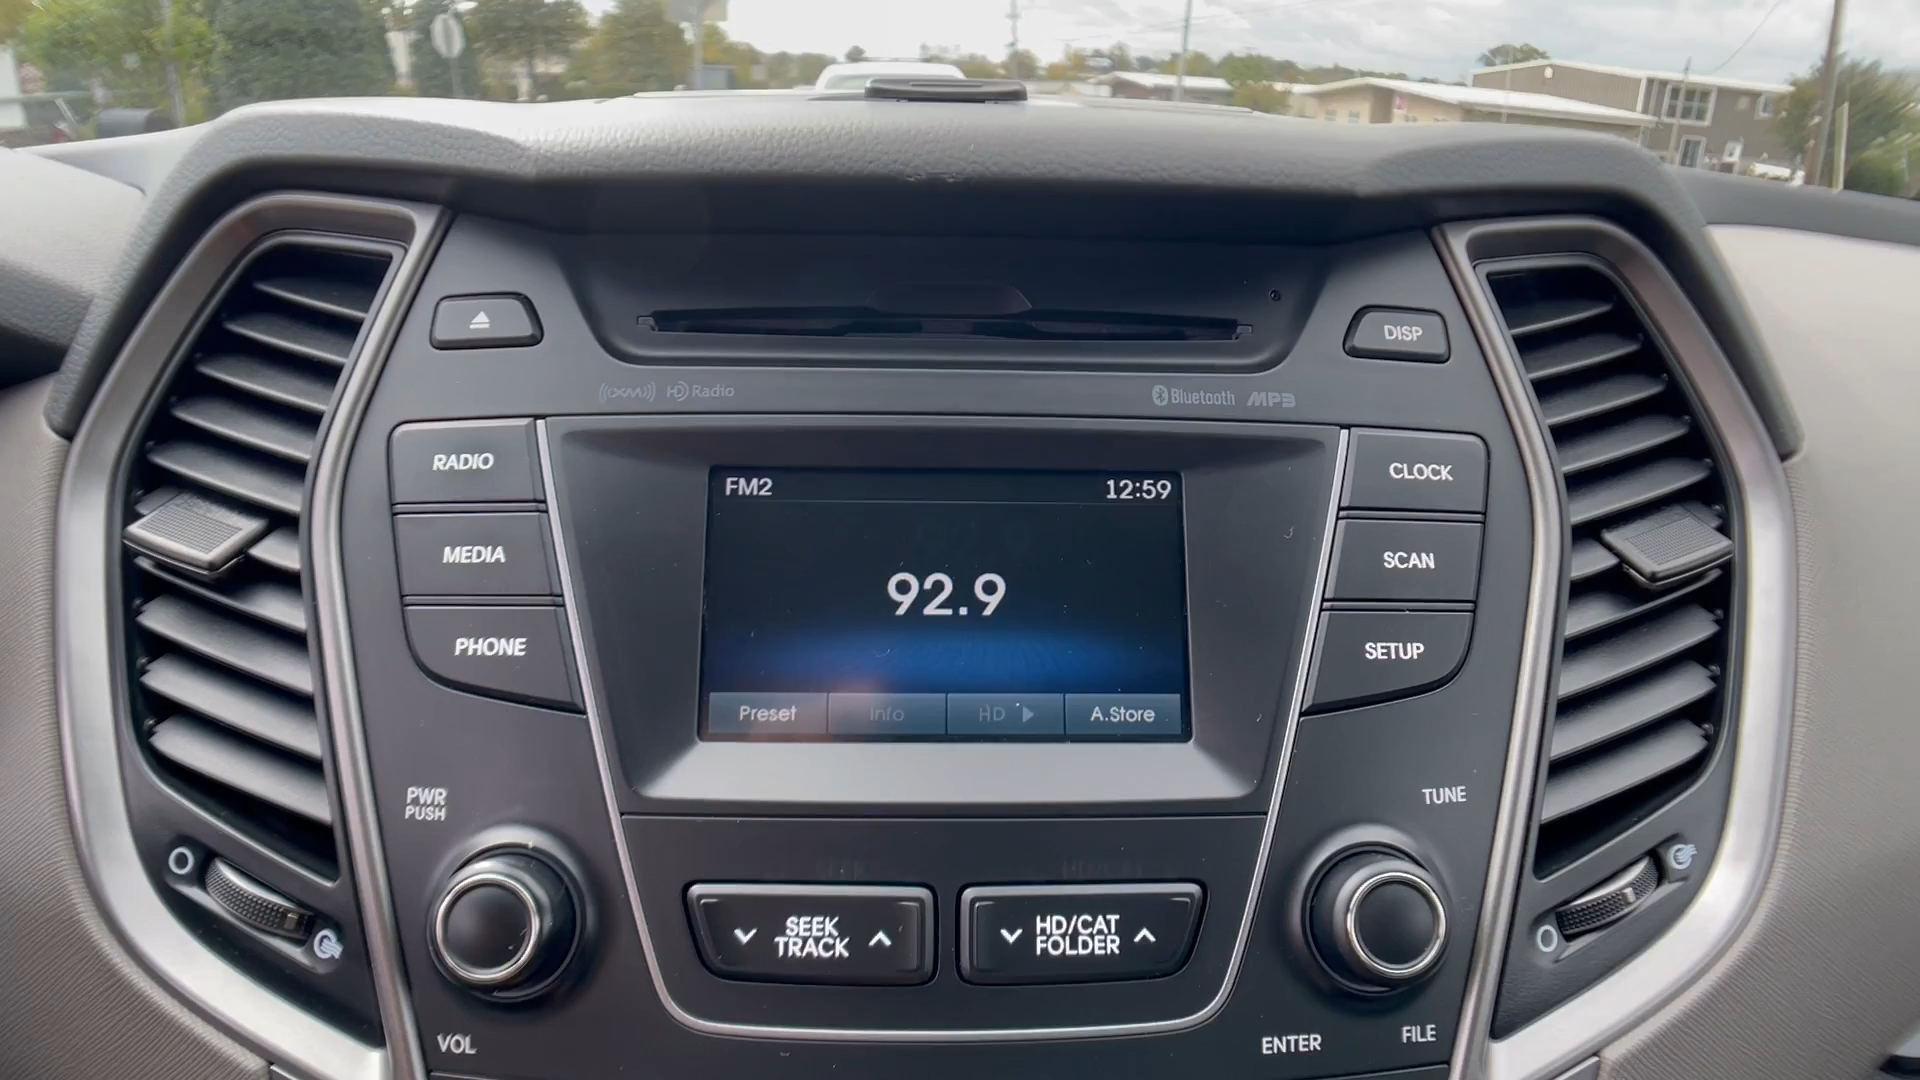 DISP
XM HD Radio
Bluetooth MP3
RADIO
MEDIA
PHONE
FM2 12:59
92.9
Preset Info HD A.Store
CLOCK
SCAN
SETUP
PWR
PUSH
TUNE
SEEK
TRACK
HD/CAT
FOLDER
VOL
ENTER
FILE